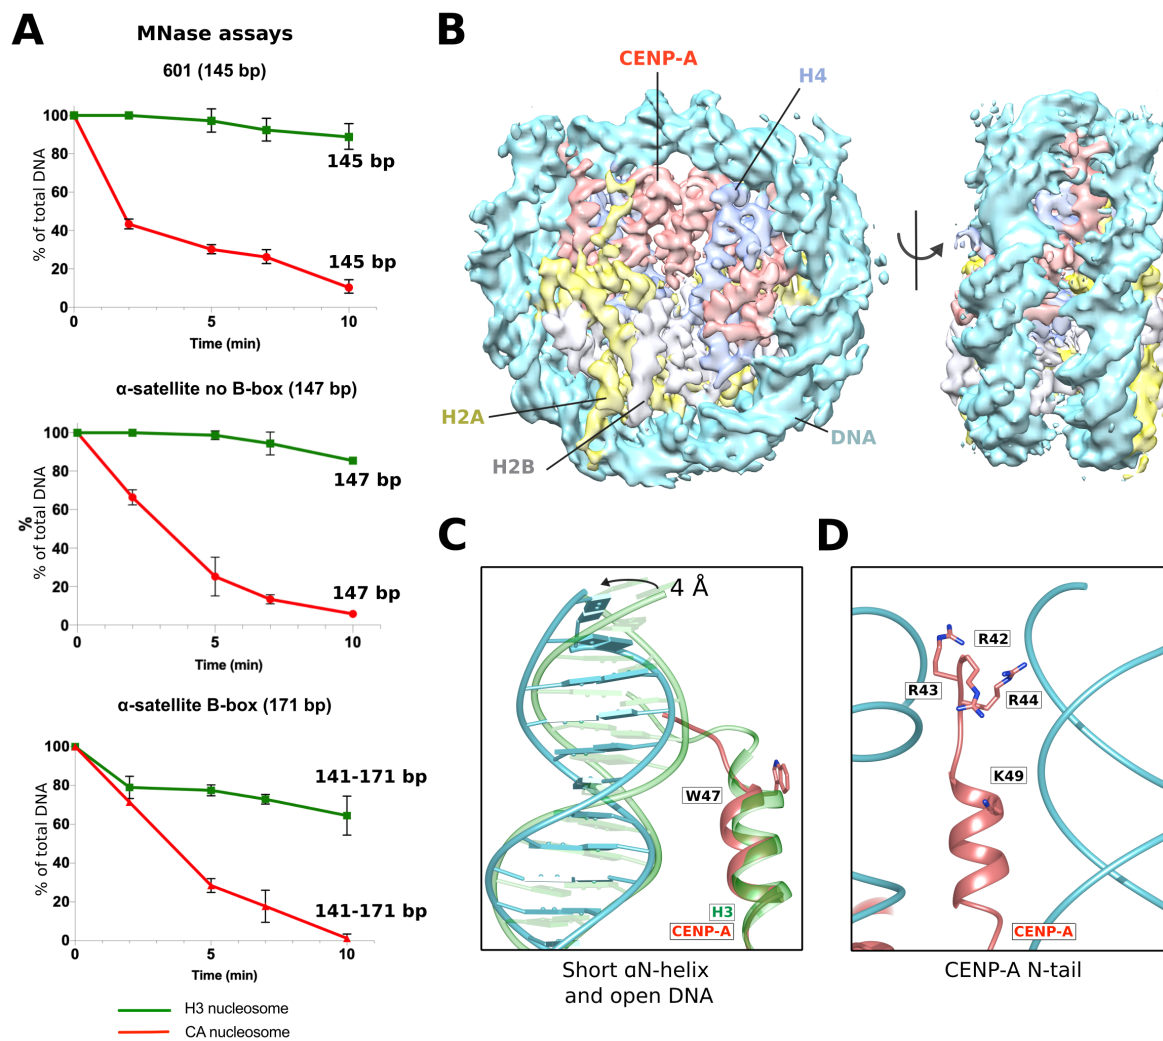 A
MNase assays
601 (145 bp)
100
80
60
40
20
0
% of total DNA
145 bp
145 bp
0
5
10
Time (min)
α-satellite no B-box (147 bp)
100
80
60
40
20
0
%
% of total DNA
147 bp
147 bp
0
5
10
Time (min)
α-satellite B-box (171 bp)
100
80
60
40
20
0
% of total DNA
141-171 bp
141-171 bp
0
5
10
Time (min)
H3 nucleosome
CA nucleosome
B
CENP-A
H4
H2A
H2B
DNA
C
4 Å
W47
H3
CENP-A
Short αN-helix
and open DNA
D
R42
R43
R44
K49
CENP-A
CENP-A N-tail